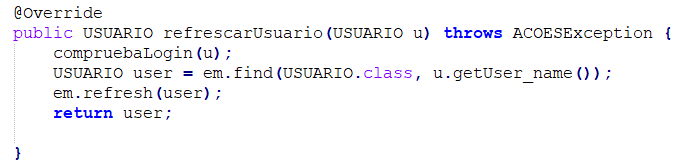 @Override
public USUARIO refrescarUsuario(USUARIO u) throws ACOESException {
    compruebaLogin(u);
    USUARIO user = em.find(USUARIO.class, u.getUser_name());
    em.refresh(user);
    return user;
}